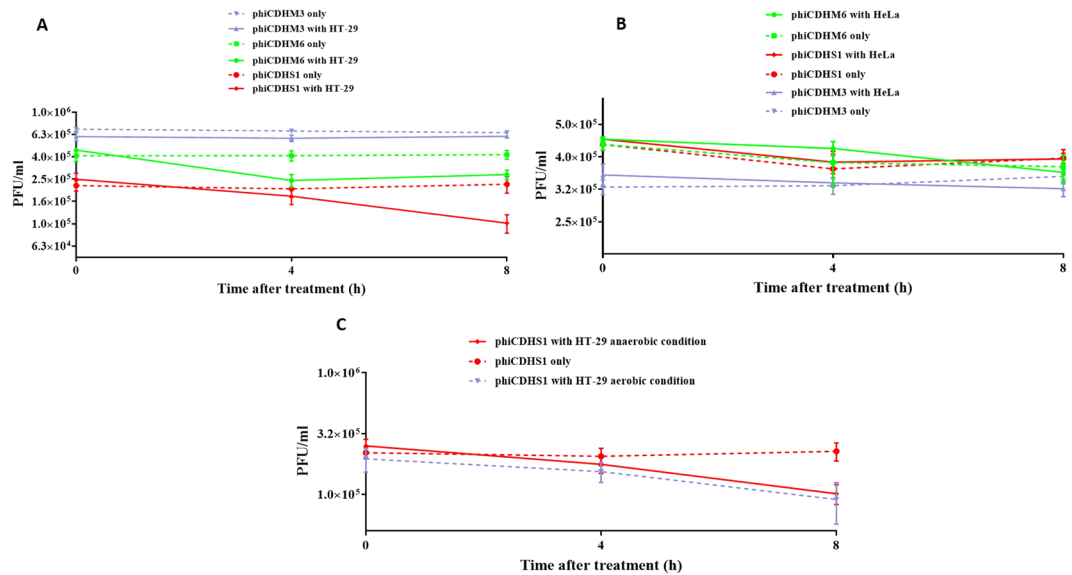 A
phiCDHM3 only
phiCDHM3 with HT-29
phiCDHM6 only
phiCDHM6 with HT-29
phiCDHS1 only
phiCDHS1 with HT-29
PFU/ml
1.0×10⁶
6.3×10⁵
4.0×10⁵
2.5×10⁵
1.6×10⁵
1.0×10⁵
6.3×10⁴
0
4
8
Time after treatment (h)
B
phiCDHM6 with HeLa
phiCDHM6 only
phiCDHS1 with HeLa
phiCDHS1 only
phiCDHM3 with HeLa
phiCDHM3 only
PFU/ml
5.0×10⁵
4.0×10⁵
3.2×10⁵
2.5×10⁵
0
4
8
Time after treatment (h)
C
phiCDHS1 with HT-29 anaerobic condition
phiCDHS1 only
phiCDHS1 with HT-29 aerobic condition
PFU/ml
1.0×10⁶
3.2×10⁵
1.0×10⁵
0
4
8
Time after treatment (h)